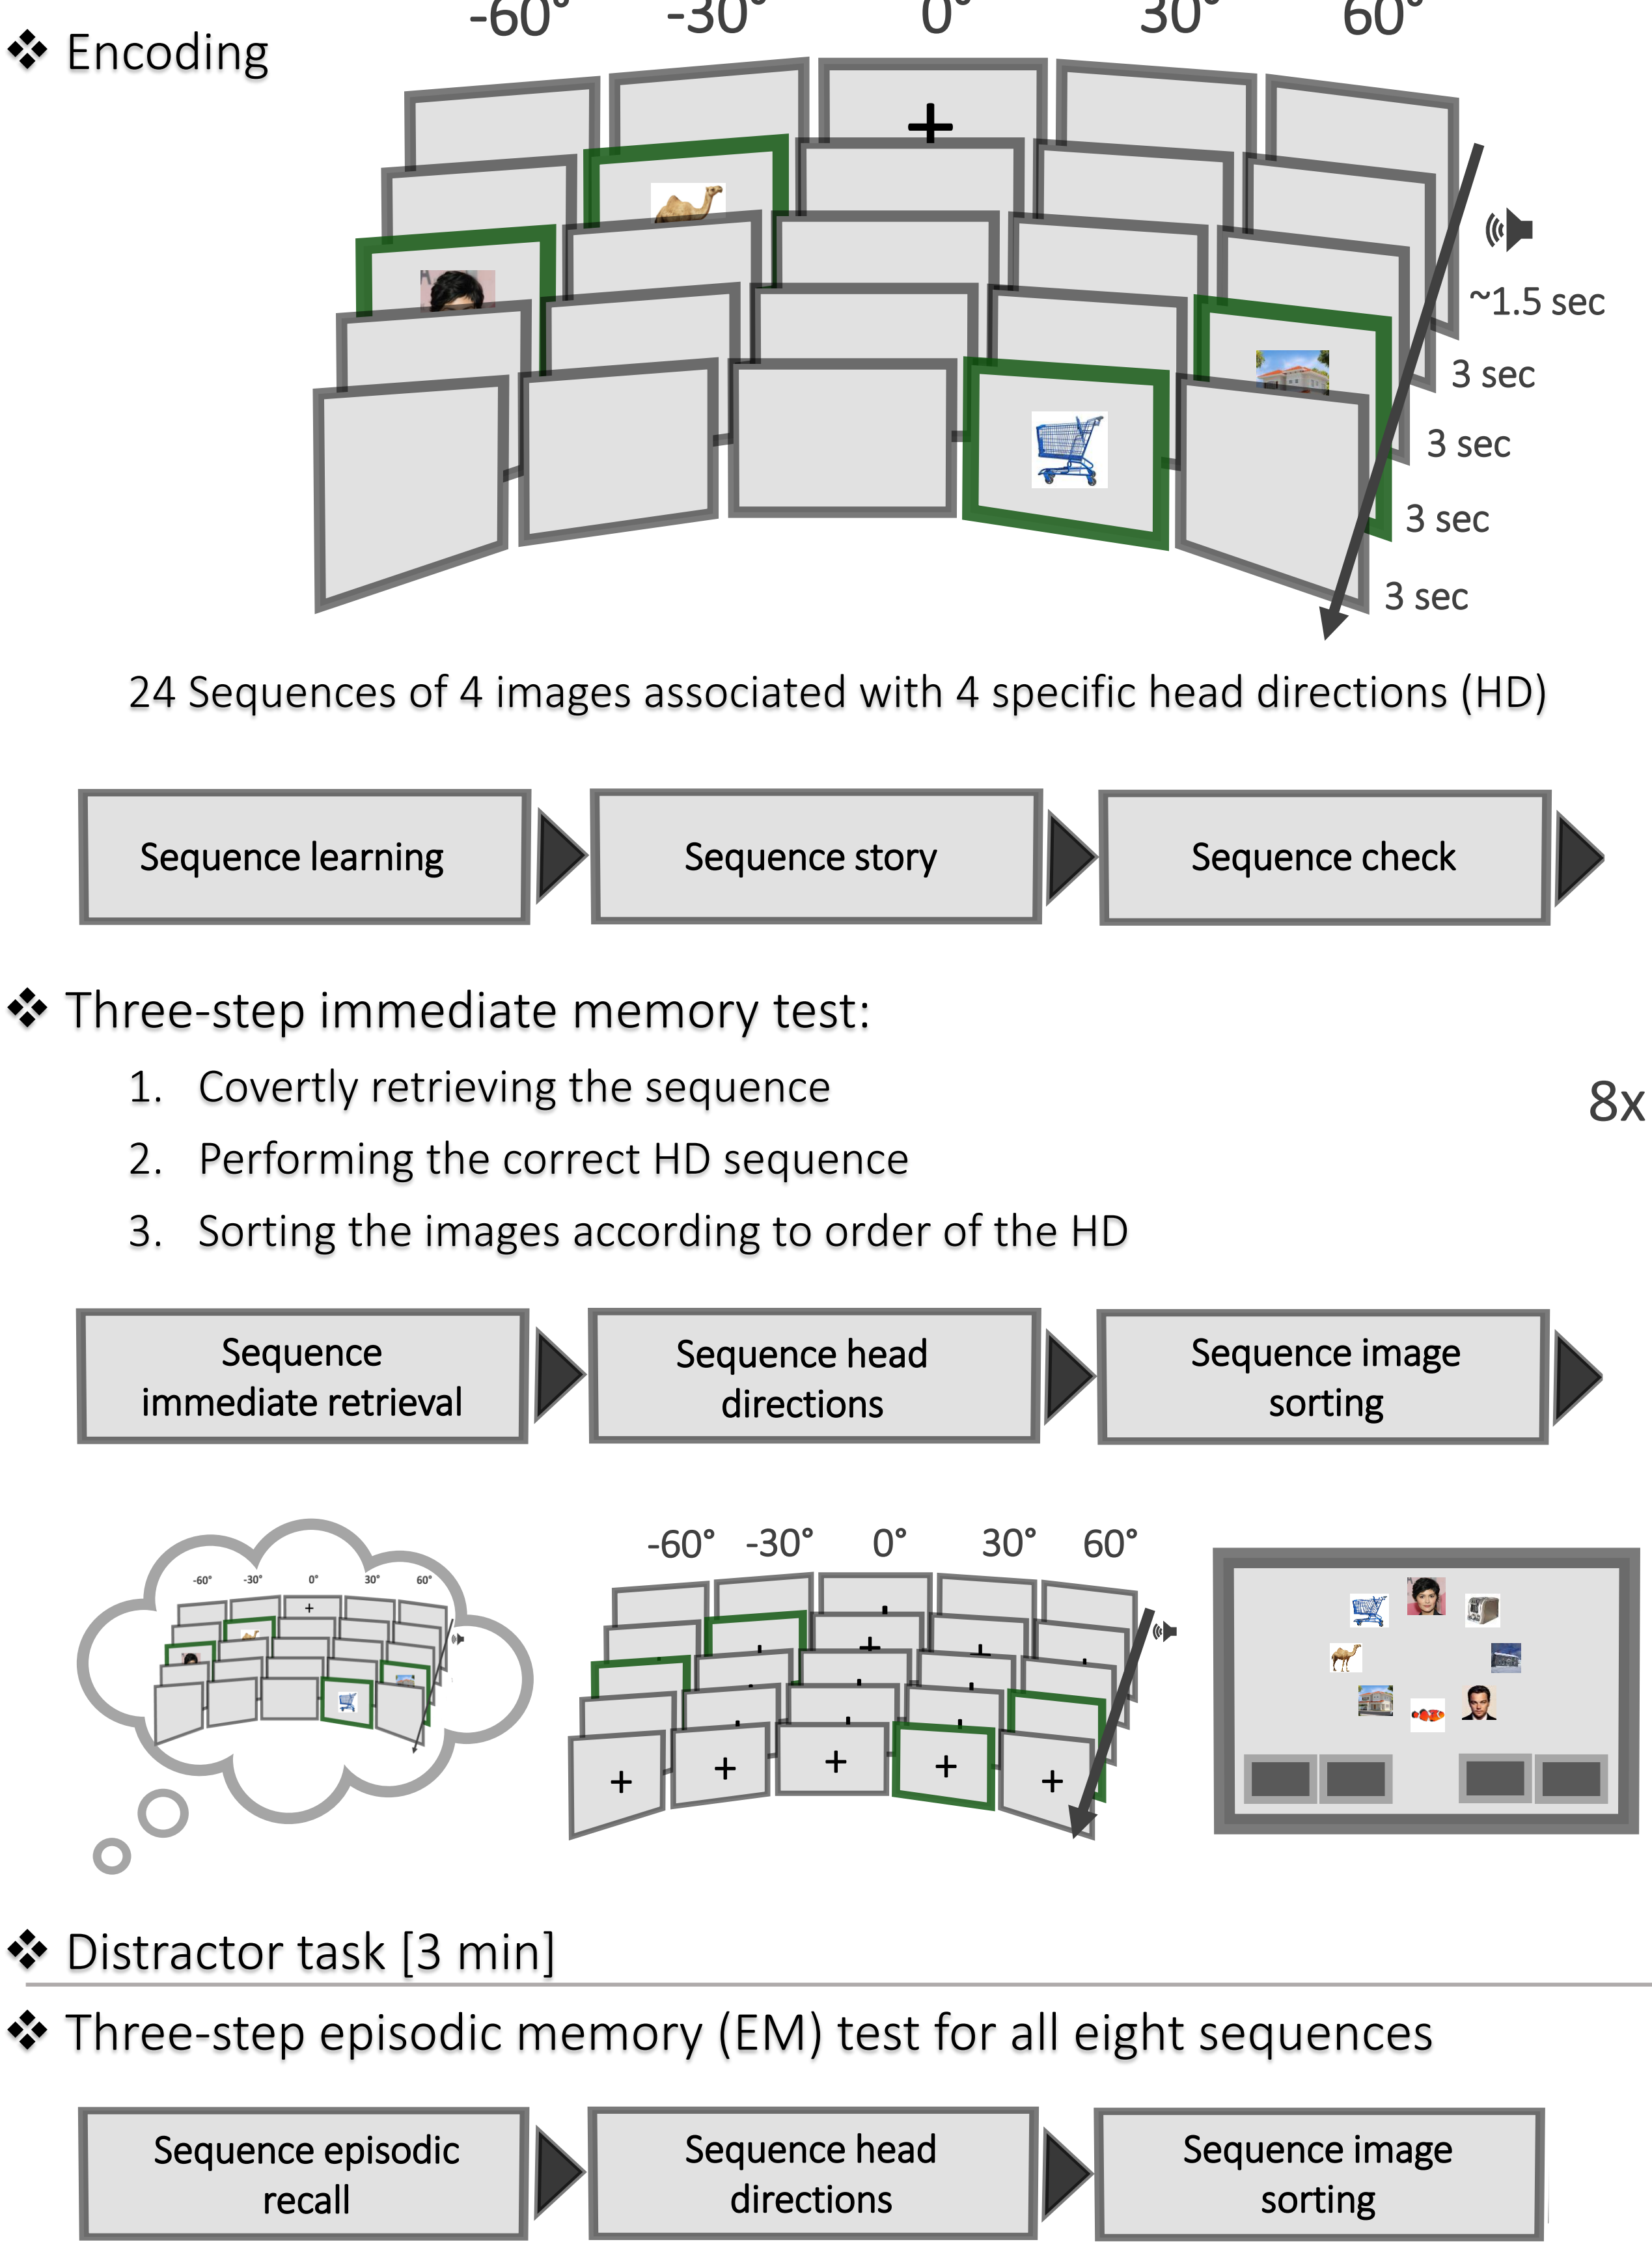 -60° -30° 0° 30° 60°
❖ Encoding
+
~1.5 sec
3 sec
3 sec
3 sec
3 sec
24 Sequences of 4 images associated with 4 specific head directions (HD)
Sequence learning
Sequence story
Sequence check
❖ Three-step immediate memory test:
1. Covertly retrieving the sequence
8x
2. Performing the correct HD sequence
3. Sorting the images according to order of the HD
Sequence
immediate retrieval
Sequence head
directions
Sequence image
sorting
-60° -30° 0° 30° 60°
+
-60° -30° 0° 30° 60°
+ +
+ + + + +
❖ Distractor task [3 min]
❖ Three-step episodic memory (EM) test for all eight sequences
Sequence episodic
recall
Sequence head
directions
Sequence image
sorting